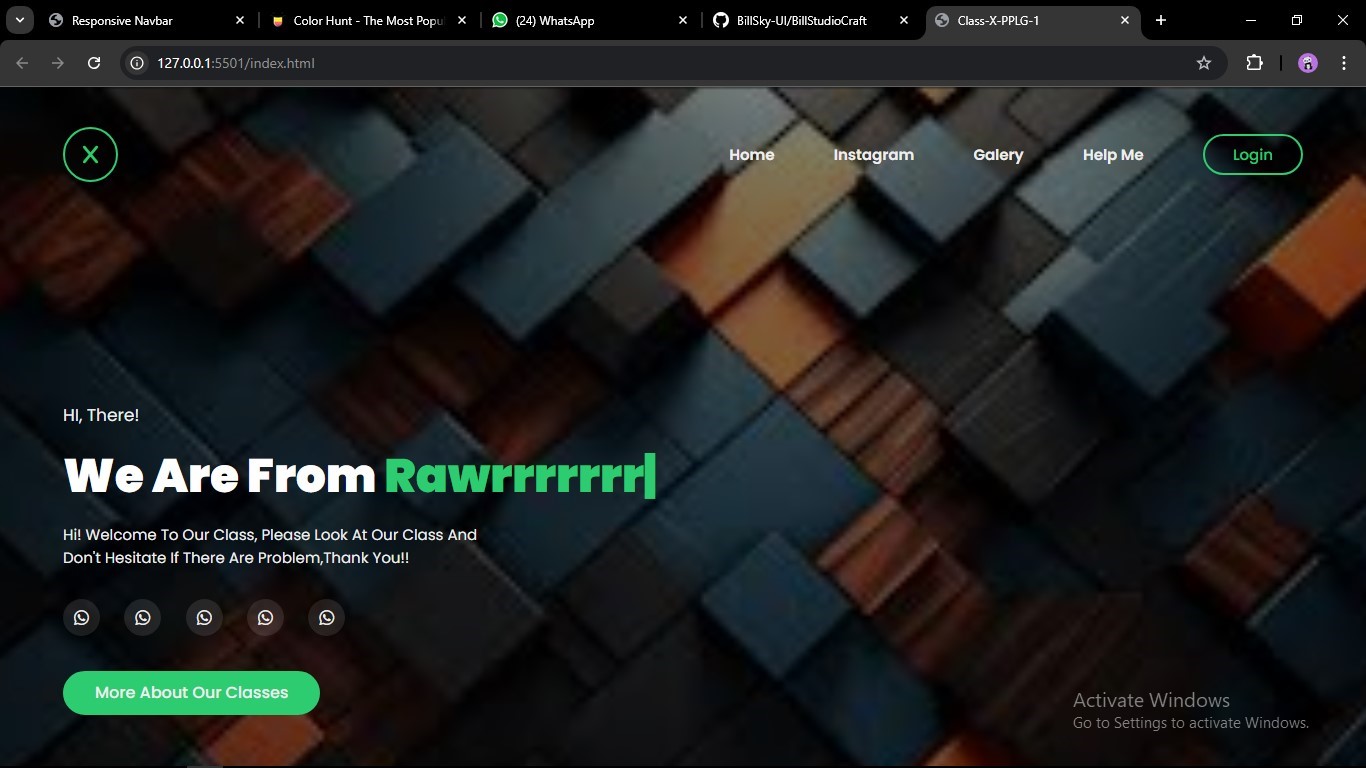 Responsive Navbar
Color Hunt - The Most Popu
(24) WhatsApp
BillSky-UI/BillStudioCraft
Class-X-PPLG-1
127.0.0.1:5501/index.html
X
Home
Instagram
Galery
Help Me
Login
HI, There!
We Are From Rawrrrrrrr|
Hi! Welcome To Our Class, Please Look At Our Class And
Don't Hesitate If There Are Problem,Thank You!!
More About Our Classes
Activate Windows
Go to Settings to activate Windows.